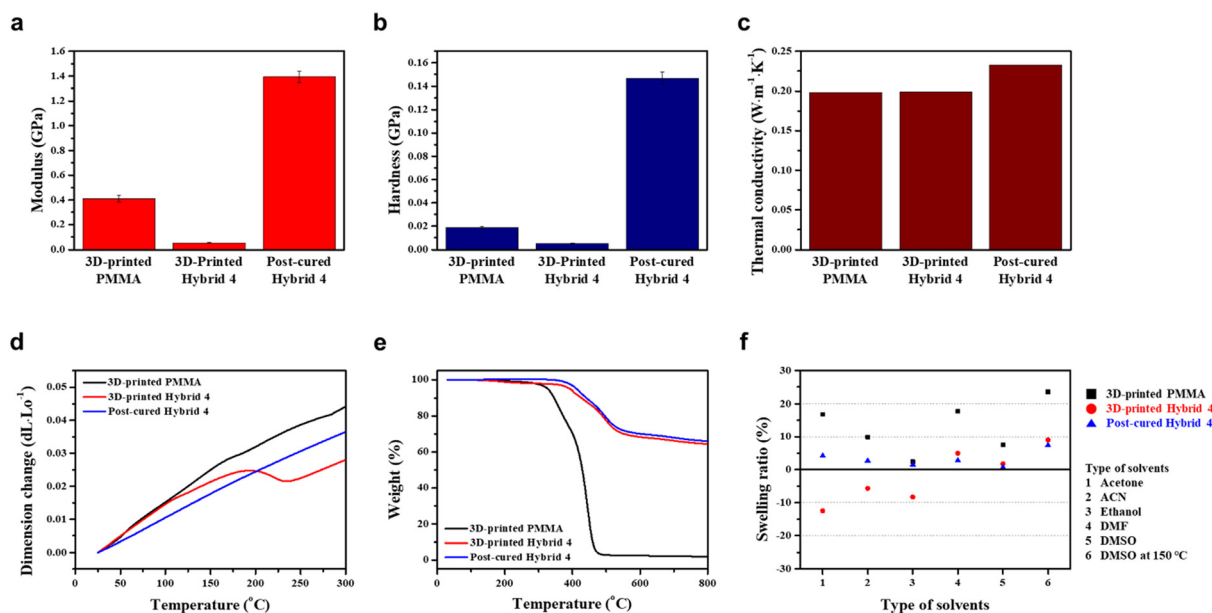 a
Modulus (GPa)
1.6
1.4
1.2
1.0
0.8
0.6
0.4
0.2
0.0
3D-printed
PMMA
3D-Printed
Hybrid 4
Post-cured
Hybrid 4
b
Hardness (GPa)
0.16
0.14
0.12
0.10
0.08
0.06
0.04
0.02
0.00
3D-printed
PMMA
3D-Printed
Hybrid 4
Post-cured
Hybrid 4
c
Thermal conductivity (W·m⁻¹·K⁻¹)
0.25
0.20
0.15
0.10
0.05
0.00
3D-printed
PMMA
3D-printed
Hybrid 4
Post-cured
Hybrid 4
d
Dimension change (dL·Lo⁻¹)
0.05
0.04
0.03
0.02
0.01
0.00
3D-printed PMMA
3D-printed Hybrid 4
Post-cured Hybrid 4
0 50 100 150 200 250 300
Temperature (°C)
e
Weight (%)
100
75
50
25
0
3D-printed PMMA
3D-printed Hybrid 4
Post-cured Hybrid 4
0 200 400 600 800
Temperature (°C)
f
Swelling ratio (%)
30
20
10
0
-10
-20
-30
1 2 3 4 5 6
Type of solvents
3D-printed PMMA
3D-printed Hybrid 4
Post-cured Hybrid 4
Type of solvents
1 Acetone
2 ACN
3 Ethanol
4 DMF
5 DMSO
6 DMSO at 150 °C